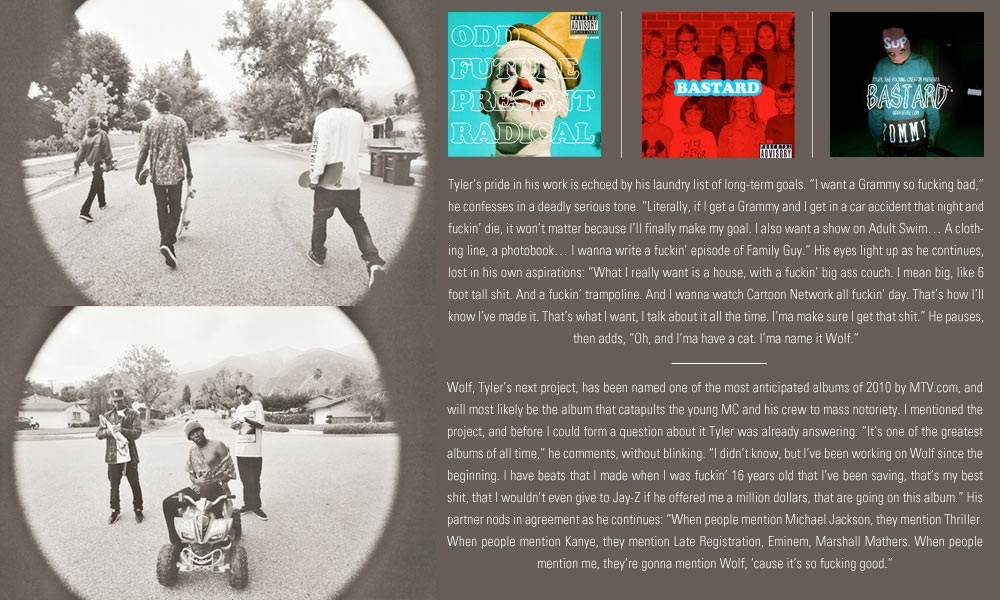 ODD
FUTURE
PRESENT
RADICAL
PARENTAL
ADVISORY
EXPLICIT LYRICS
BASTARD
ADVISORY
SUP
TYLER, THE FUCKING CREATOR PRESENTS
BASTARD
ODDFUTURE.COM
TOMMY
Tyler's pride in his work is echoed by his laundry list of long-term goals. "I want a Grammy so fucking bad,"
he confesses in a deadly serious tone. "Literally, if I get a Grammy and I get in a car accident that night and
fuckin' die, it won't matter because I'll finally make my goal. I also want a show on Adult Swim… A cloth-
ing line, a photobook… I wanna write a fuckin' episode of Family Guy." His eyes light up as he continues,
lost in his own aspirations: "What I really want is a house, with a fuckin' big ass couch. I mean big, like 6
foot tall shit. And a fuckin' trampoline. And I wanna watch Cartoon Network all fuckin' day. That's how I'll
know I've made it. That's what I want, I talk about it all the time. I'ma make sure I get that shit." He pauses,
then adds, "Oh, and I'ma have a cat. I'ma name it Wolf."
Wolf, Tyler's next project, has been named one of the most anticipated albums of 2010 by MTV.com, and
will most likely be the album that catapults the young MC and his crew to mass notoriety. I mentioned the
project, and before I could form a question about it Tyler was already answering: "It's one of the greatest
albums of all time," he comments, without blinking. "I didn't know, but I've been working on Wolf since the
beginning. I have beats that I made when I was fuckin' 16 years old that I've been saving, that's my best
shit, that I wouldn't even give to Jay-Z if he offered me a million dollars, that are going on this album." His
partner nods in agreement as he continues: "When people mention Michael Jackson, they mention Thriller.
When people mention Kanye, they mention Late Registration, Eminem, Marshall Mathers. When people
mention me, they're gonna mention Wolf, 'cause it's so fucking good."